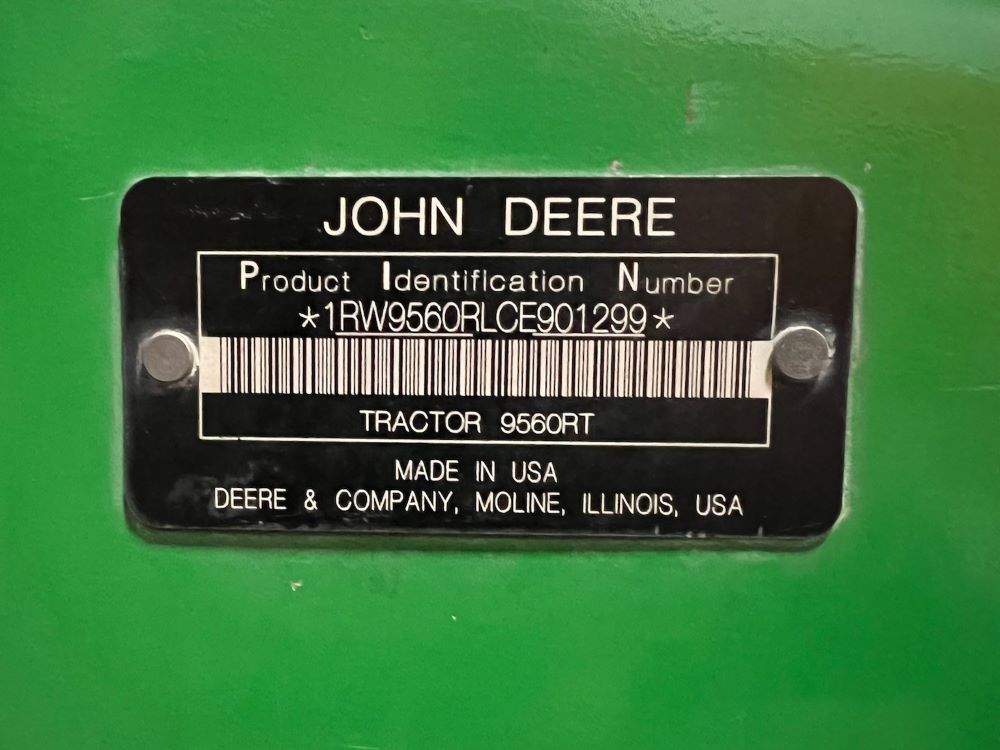 JOHN DEERE
Product Identification Number
*1RW9560RLCE901299*
TRACTOR 9560RT
MADE IN USA
DEERE & COMPANY, MOLINE, ILLINOIS, USA